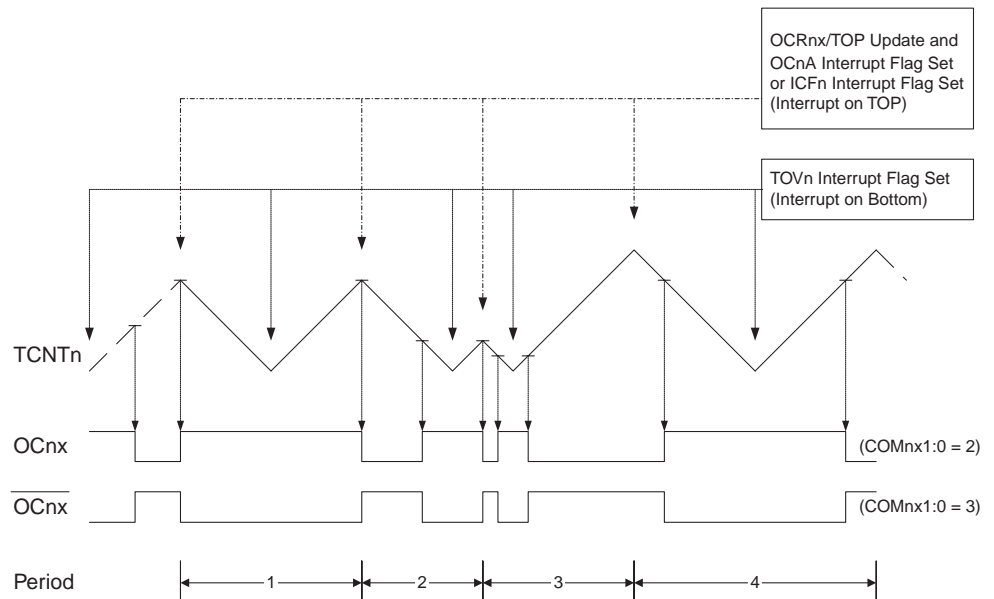 OCRnx/TOP Update and
OCnA Interrupt Flag Set
or ICFn Interrupt Flag Set
(Interrupt on TOP)
TOVn Interrupt Flag Set
(Interrupt on Bottom)
TCNTn
OCnx
(COMnx1:0 = 2)
OCnx
(COMnx1:0 = 3)
Period
1
2
3
4